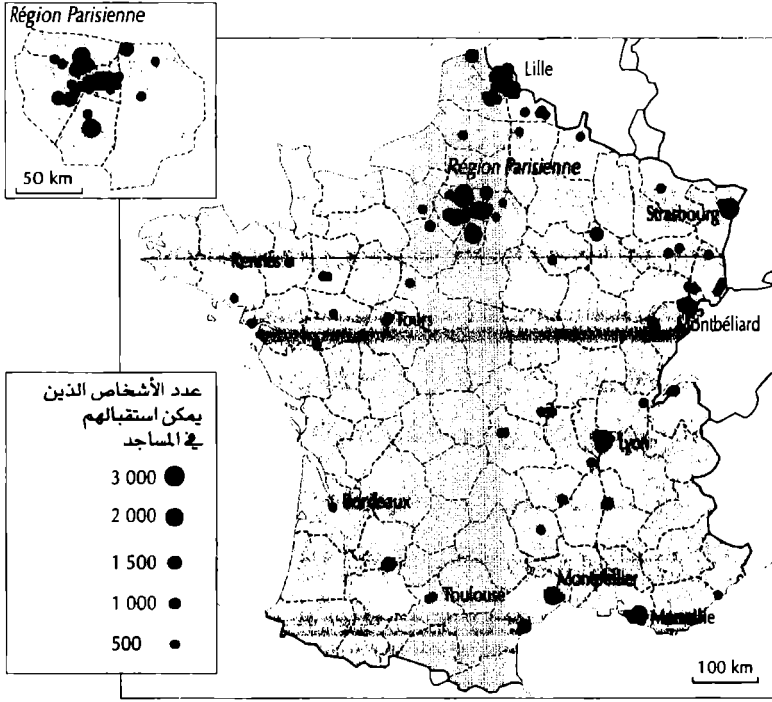 Région Parisienne
50 km
Lille
Région Parisienne
Strasbourg
Rennes
Tours
Montbéliard
Lyon
Bordeaux
Montpellier
Toulouse
Marseille
100 km
عدد الأشخاص الذين
يمكن استقبالهم
في المساجد
3 000
2 000
1 500
1 000
500